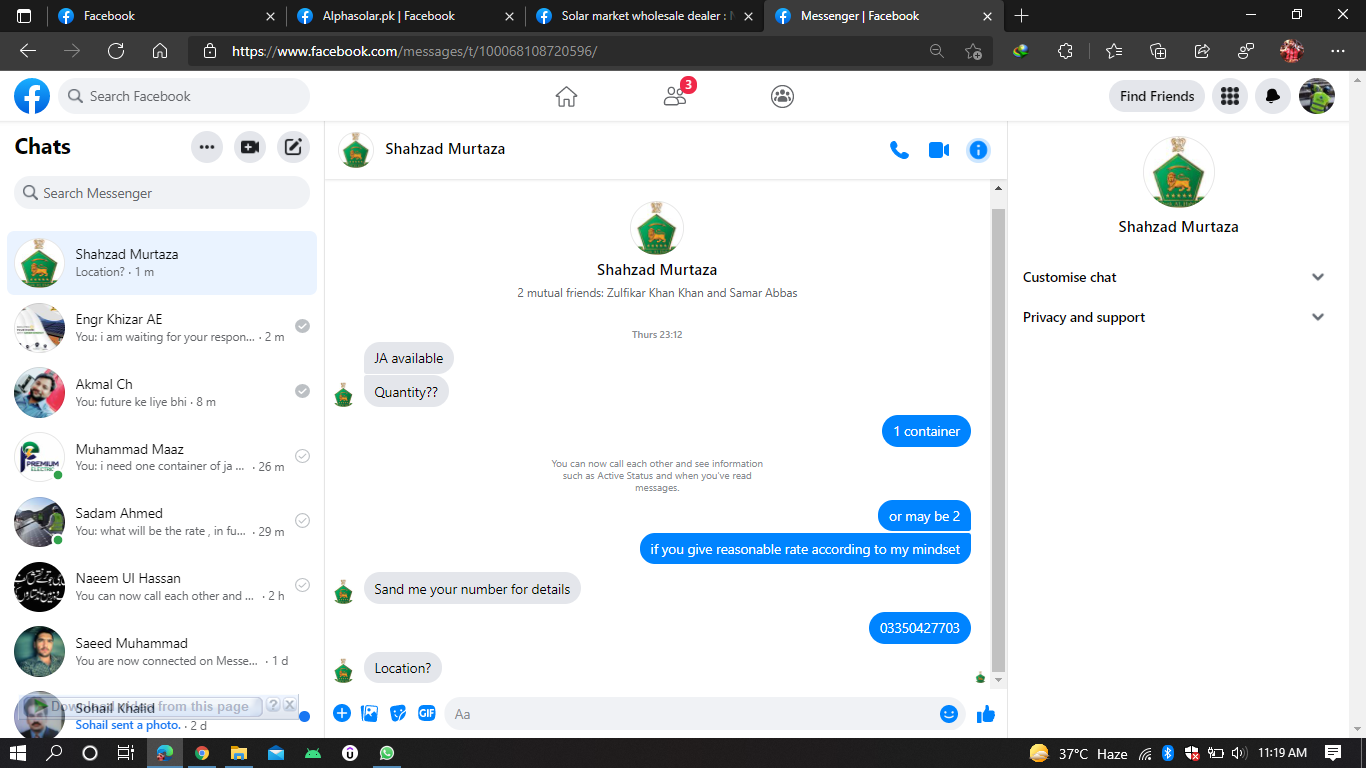 Facebook
Alphasolar.pk | Facebook
Solar market wholesale dealer :
Messenger | Facebook
https://www.facebook.com/messages/t/100068108720596/
Search Facebook
3
Find Friends
Chats
Search Messenger
Shahzad Murtaza
Location? · 1 m
Engr Khizar AE
You: i am waiting for your respon... · 2 m
Akmal Ch
You: future ke liye bhi · 8 m
Muhammad Maaz
You: i need one container of ja ... · 26 m
PREMIUM
ELECTRIC
Sadam Ahmed
You: what will be the rate , in fu... · 29 m
Naeem Ul Hassan
You can now call each other and ... · 2 h
Saeed Muhammad
You are now connected on Messe... · 1 d
Sohail Khalid
Download video from this page
?
Sohail sent a photo. · 2 d
Shahzad Murtaza
Shahzad Murtaza
2 mutual friends: Zulfikar Khan Khan and Samar Abbas
Thurs 23:12
JA available
Quantity??
1 container
You can now call each other and see information
such as Active Status and when you've read
messages.
or may be 2
if you give reasonable rate according to my mindset
Sand me your number for details
03350427703
Location?
GIF
Aa
Shahzad Murtaza
Customise chat
Privacy and support
37°C Haze
11:19 AM